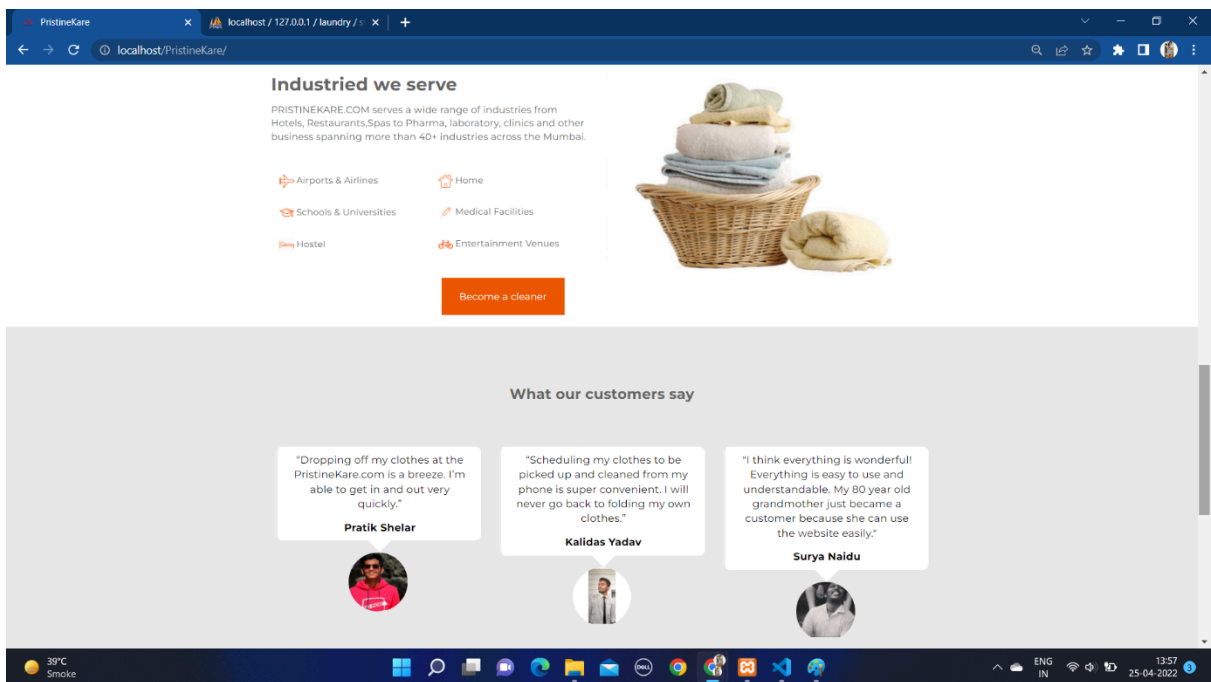 PristineKare
localhost / 127.0.0.1 / laundry / s
localhost/PristineKare/
Industried we serve
PRISTINEKARE.COM serves a wide range of industries from
Hotels, Restaurants,Spas to Pharma, laboratory, clinics and other
business spanning more than 40+ industries across the Mumbai.
Airports & Airlines
Home
Schools & Universities
Medical Facilities
Hostel
Entertainment Venues
Become a cleaner
What our customers say
"Dropping off my clothes at the
PristineKare.com is a breeze. I'm
able to get in and out very
quickly."
Pratik Shelar
"Scheduling my clothes to be
picked up and cleaned from my
phone is super convenient. I will
never go back to folding my own
clothes."
Kalidas Yadav
"I think everything is wonderful!
Everything is easy to use and
understandable. My 80 year old
grandmother just became a
customer because she can use
the website easily."
Surya Naidu
39°C
Smoke
DELL
ENG
IN
13:57
25-04-2022
3